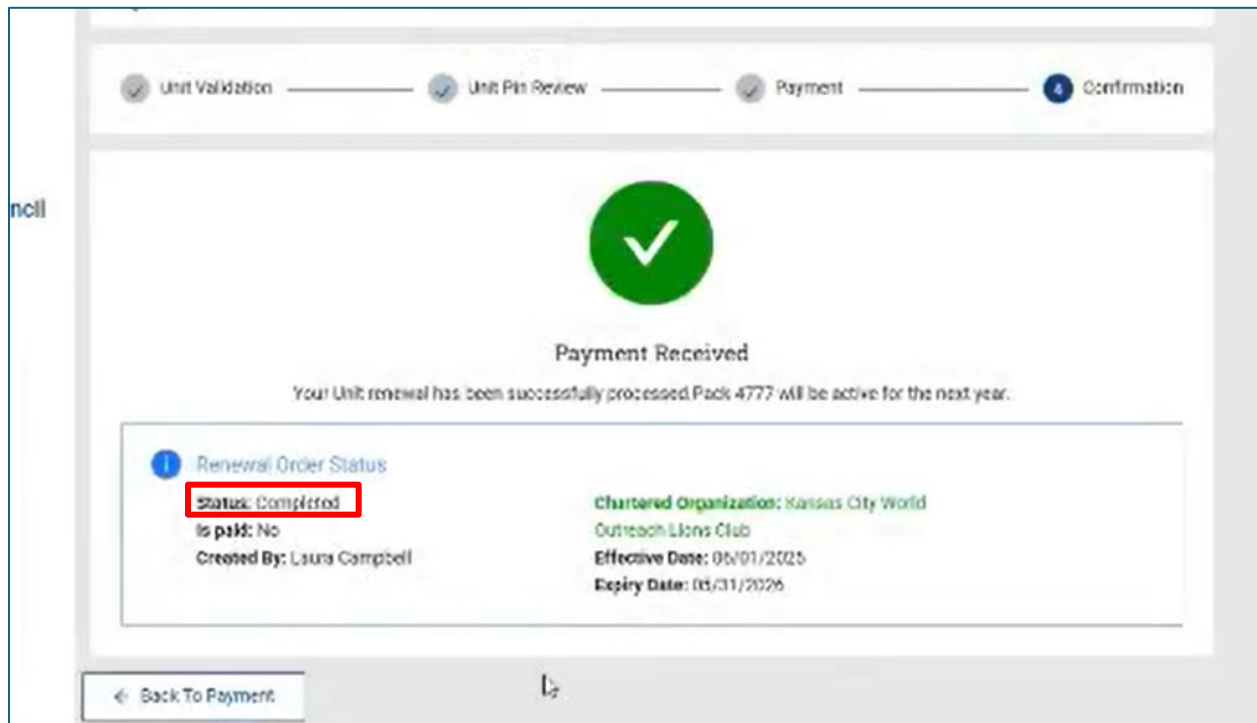 ncil
Unit Validation
Unit Pin Review
Payment
4 Confirmation
Payment Received
Your Unit renewal has been successfully processed.Pack 4777 will be active for the next year.
Renewal Order Status
Status: Completed
Is paid: No
Created By: Laura Campbell
Chartered Organization: Kansas City World
Outreach Lions Club
Effective Date: 06/01/2025
Expiry Date: 05/31/2026
← Back To Payment